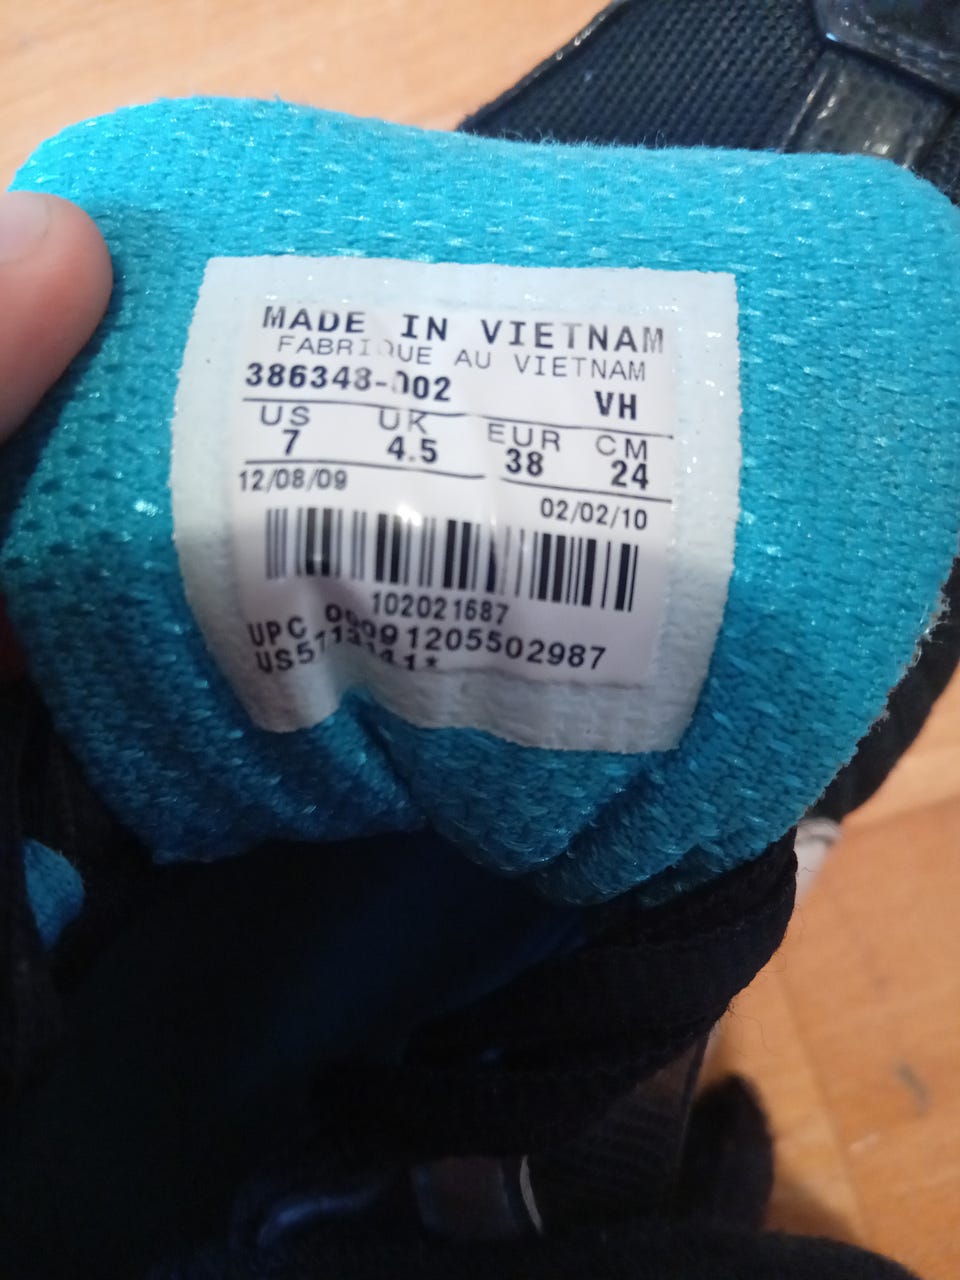 MADE IN VIETNAM
FABRIQUE AU VIETNAM
386348-002 VH
US UK EUR CM
7 4.5 38 24
12/08/09 02/02/10
102021687
UPC